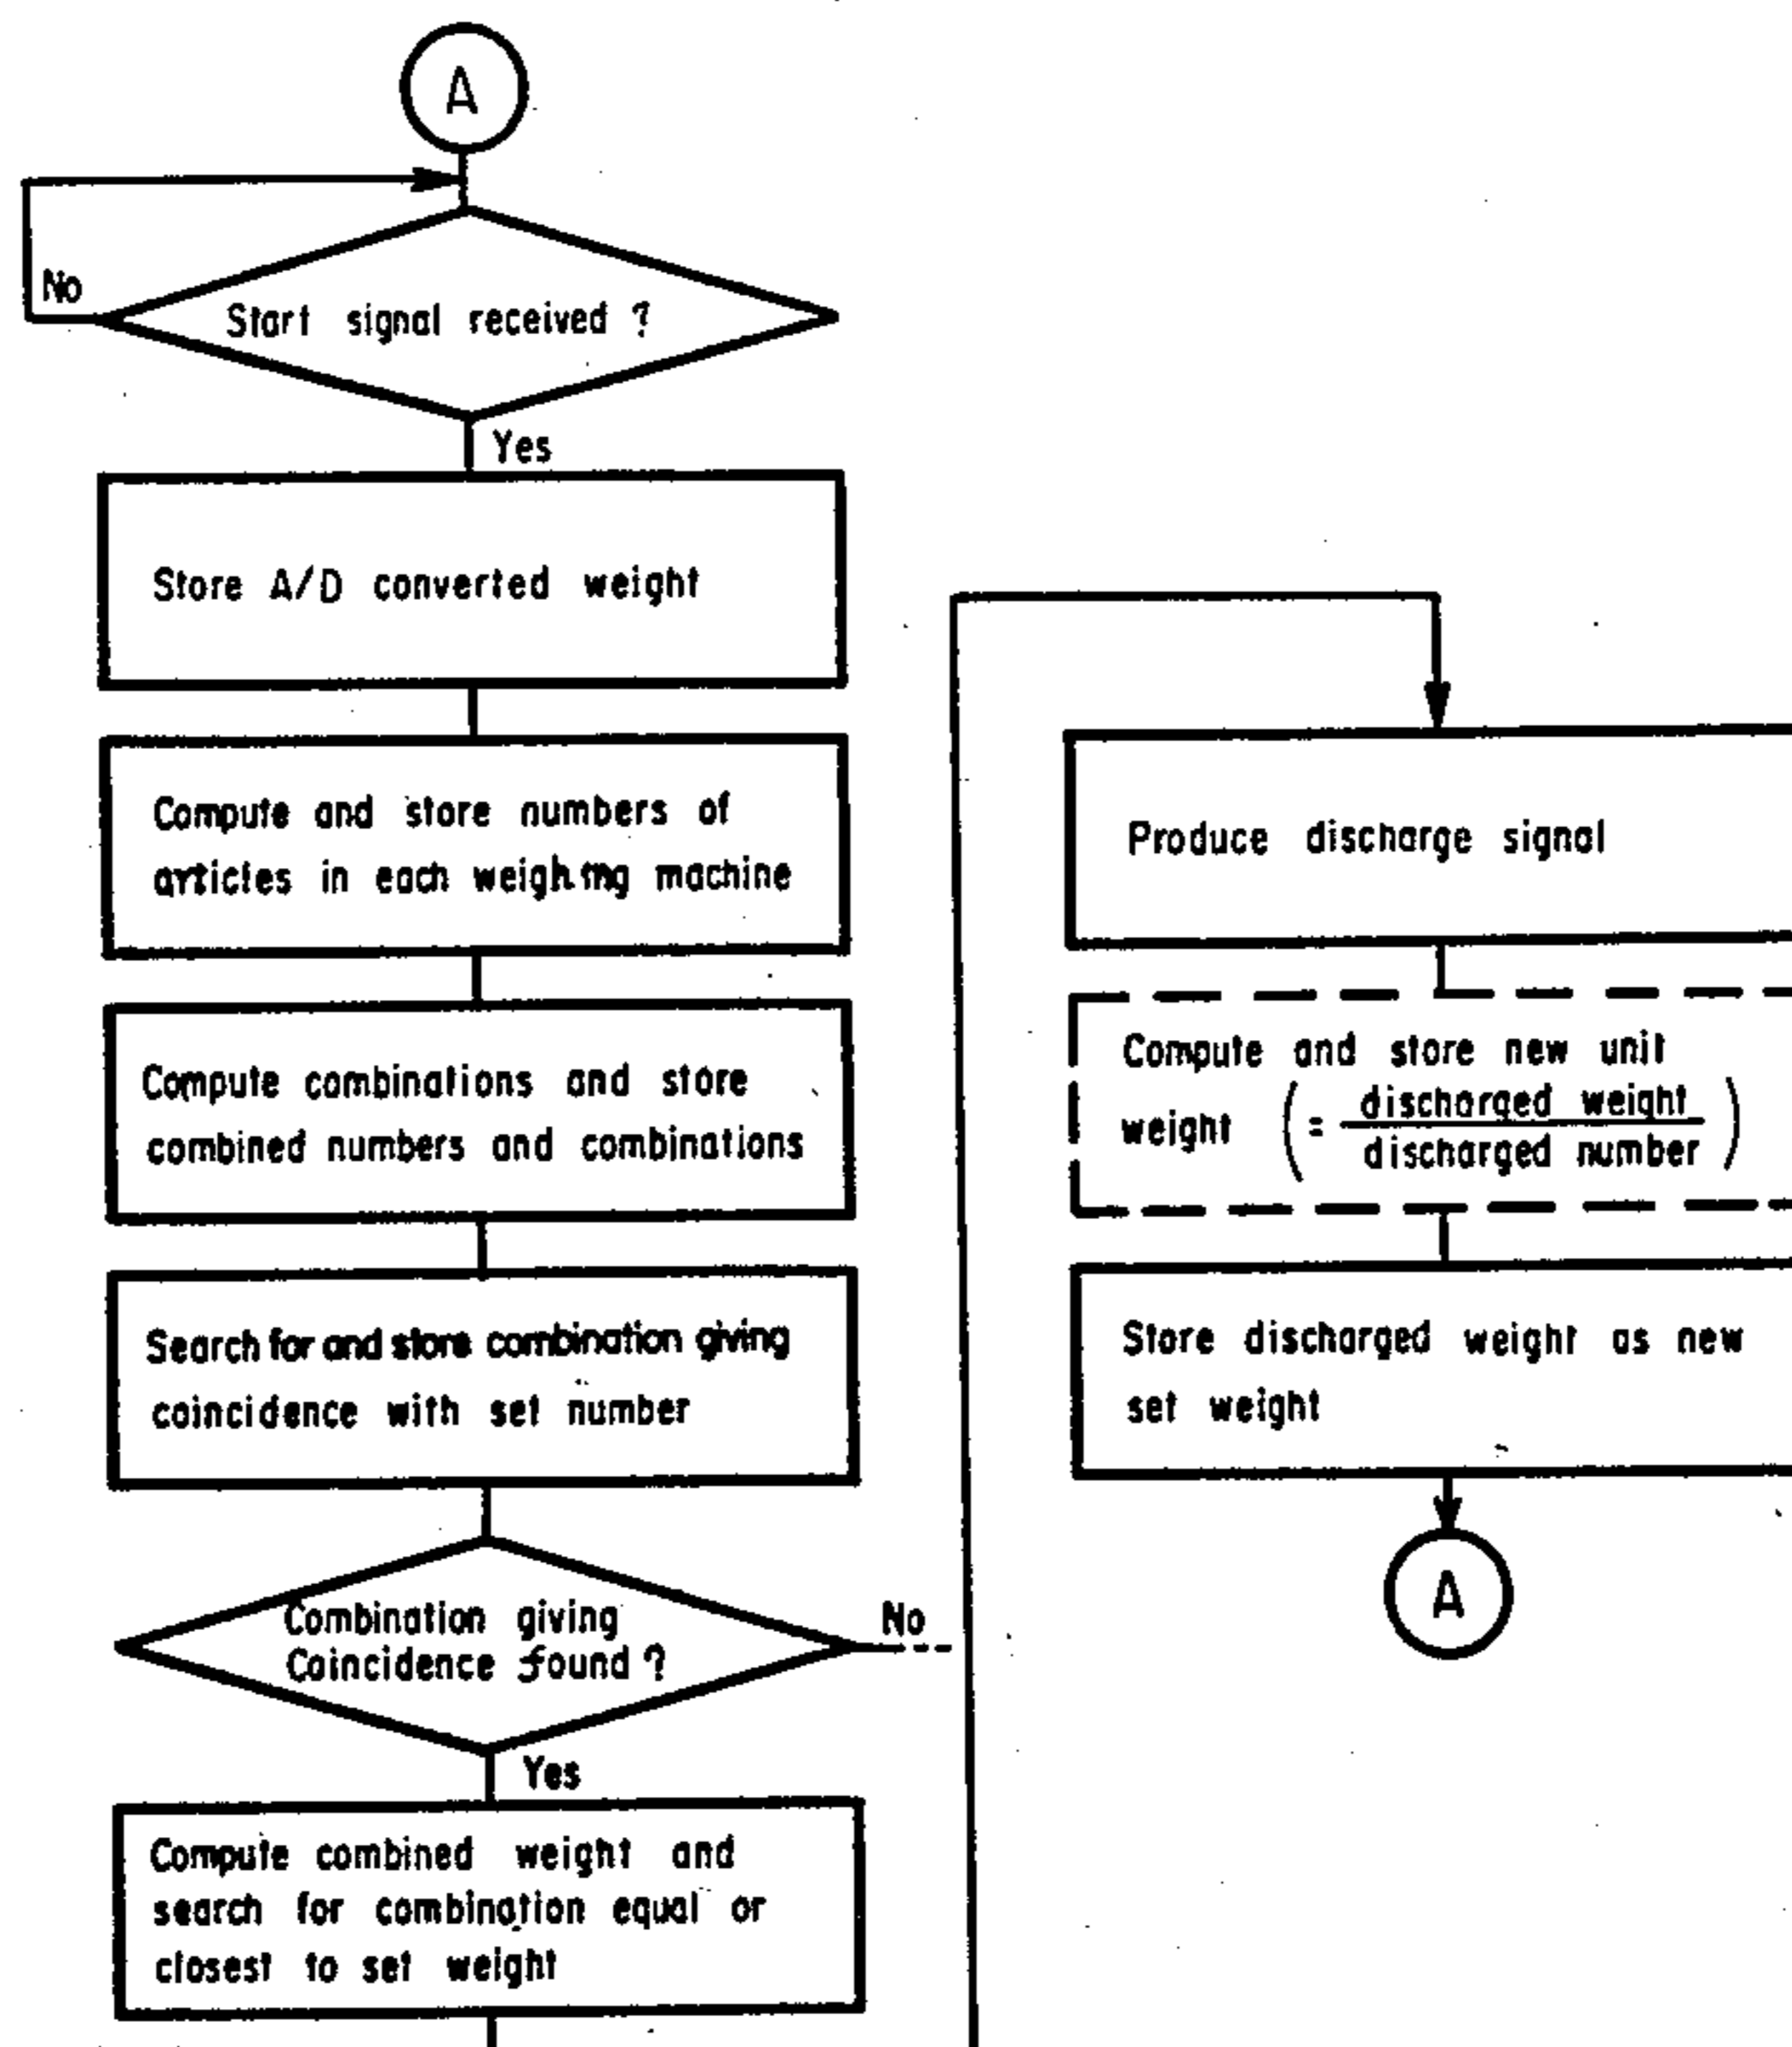 A
No
Start signal received ?
Yes
Store A/D converted weight
Compute and store numbers of
articles in each weighing machine
Compute combinations and store
combined numbers and combinations
Search for and store combination giving
coincidence with set number
Combination giving
Coincidence found ?
No
Yes
Compute combined weight and
search for combination equal or
closest to set weight
Produce discharge signal
Compute and store new unit
weight ( = discharged weight
discharged number )
Store discharged weight as new
set weight
A